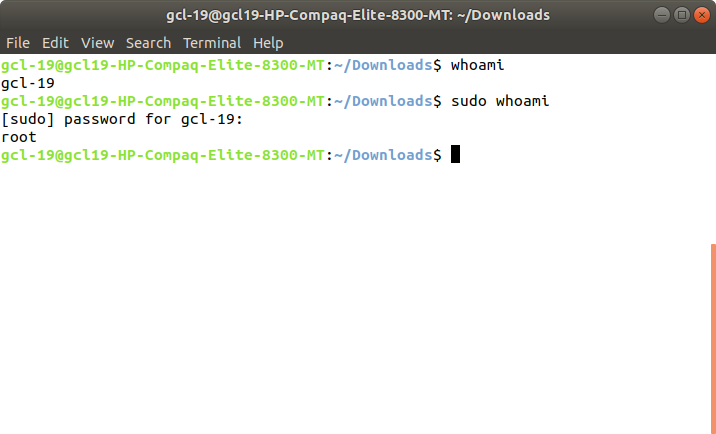 gcl-19@gcl19-HP-Compaq-Elite-8300-MT: ~/Downloads
File Edit View Search Terminal Help
gcl-19@gcl19-HP-Compaq-Elite-8300-MT:~/Downloads$ whoami
gcl-19
gcl-19@gcl19-HP-Compaq-Elite-8300-MT:~/Downloads$ sudo whoami
[sudo] password for gcl-19:
root
gcl-19@gcl19-HP-Compaq-Elite-8300-MT:~/Downloads$